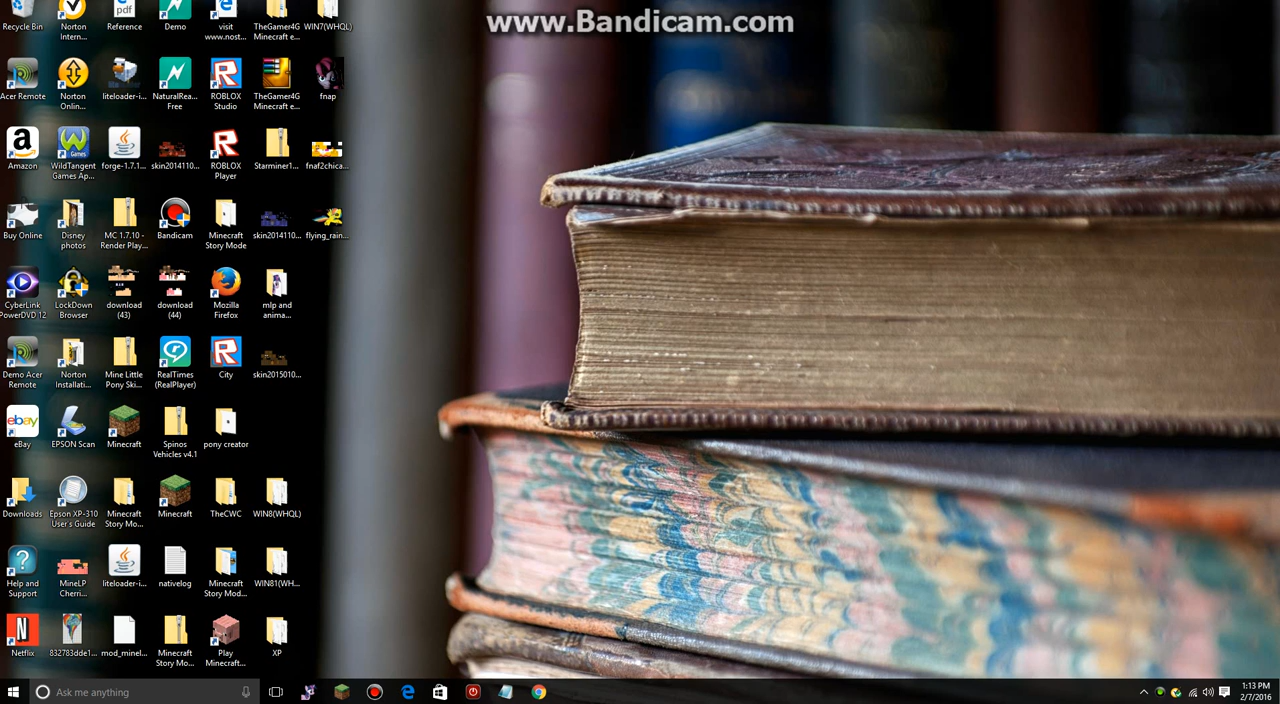 www.Bandicam.com
Recycle Bin
Norton
Intern...
Reference
Demo
visit
www.nost...
TheGamer4G
Minecraft e...
WIN7(WHQL)
Acer Remote
Norton
Onlin...
liteloader-i...
NaturalRea...
Free
ROBLOX
Studio
TheGamer4G
Minecraft e...
fnap
Amazon
WildTangent
Games Ap...
forge-1.7.1...
skin2014110...
ROBLOX
Player
Starminer1...
fnaf2chica...
Buy Online
Disney
photos
MC 1.7.10 -
Render Play...
Bandicam
Minecraft
Story Mode
skin2014110...
flying_rain...
CyberLink
PowerDVD 12
LockDown
Browser
download
(43)
download
(44)
Mozilla
Firefox
mlp and
anima...
Demo Acer
Remote
Norton
Installati...
Mine Little
Pony Ski...
RealTimes
(RealPlayer)
City
skin2015010...
eBay
EPSON Scan
Minecraft
Spinos
Vehicles v4.1
pony creator
Downloads
Epson XP-310
User's Guide
Minecraft
Story Mo...
Minecraft
TheCWC
WIN8(WHQL)
Help and
Support
MineLP
Cherri...
liteloader-i...
nativelog
Minecraft
Story Mod...
WIN81(WH...
Netflix
832783dde1...
mod_minel...
Minecraft
Story Mo...
Play
Minecraft...
XP
Ask me anything
1:13 PM
2/7/2016